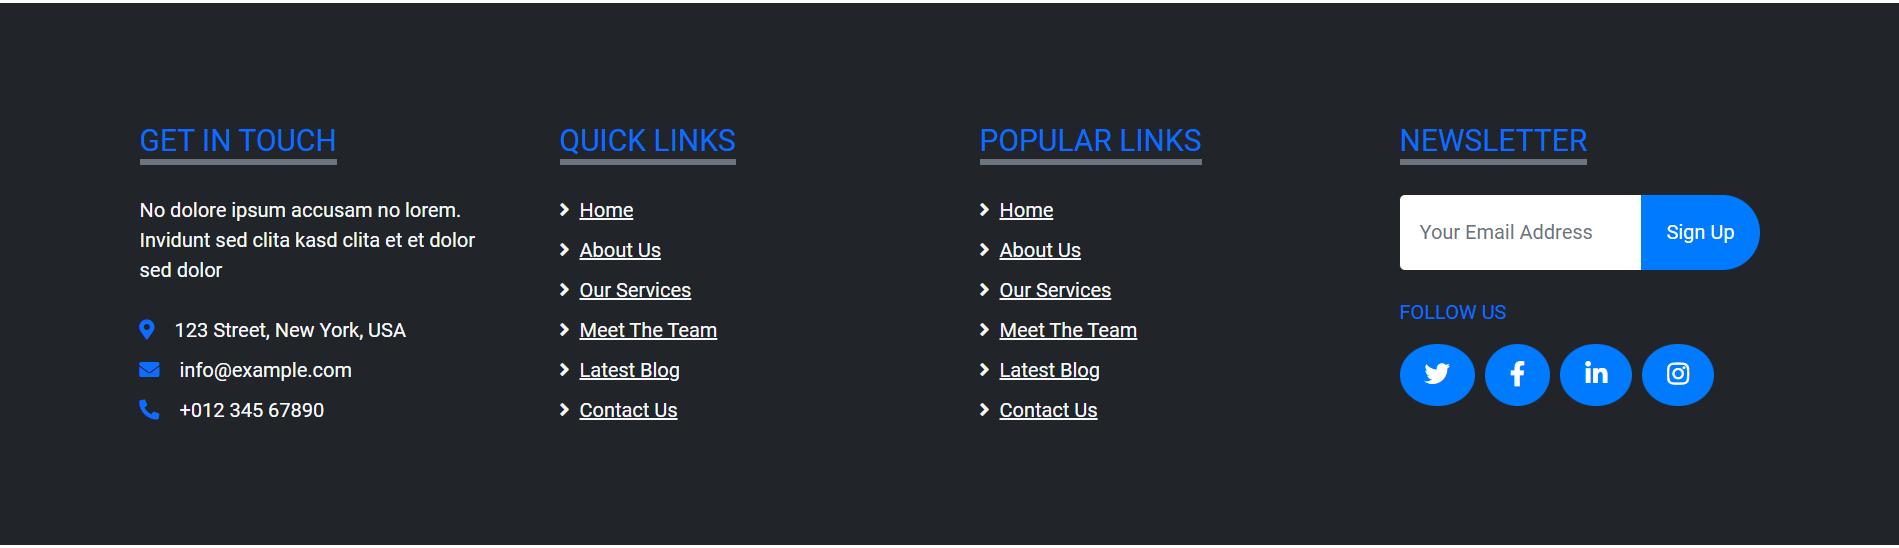 GET IN TOUCH
No dolore ipsum accusam no lorem.
Invidunt sed clita kasd clita et et dolor
sed dolor
123 Street, New York, USA
info@example.com
+012 345 67890
QUICK LINKS
Home
About Us
Our Services
Meet The Team
Latest Blog
Contact Us
POPULAR LINKS
Home
About Us
Our Services
Meet The Team
Latest Blog
Contact Us
NEWSLETTER
Your Email Address
Sign Up
FOLLOW US